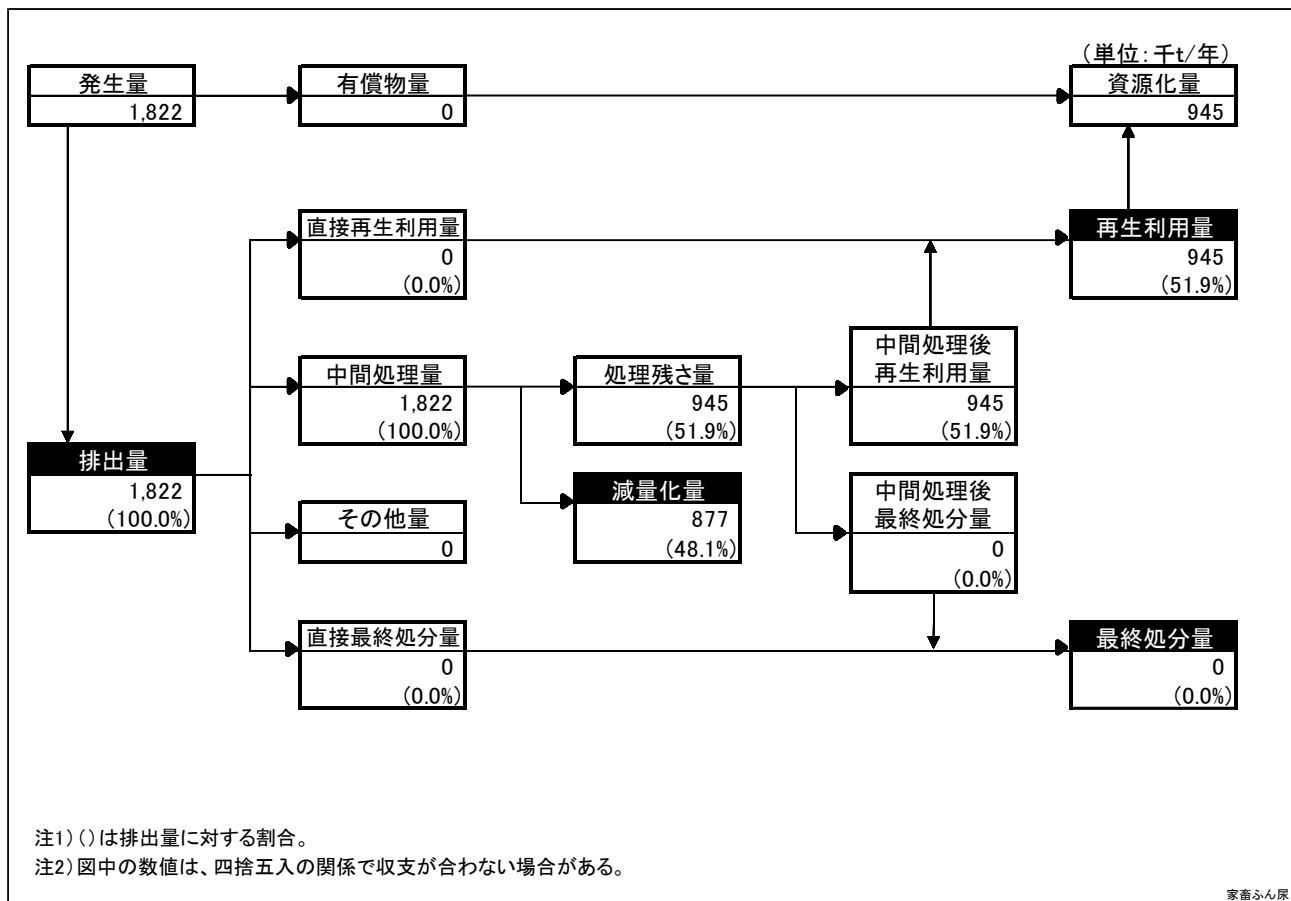 (単位:千t/年)
発生量
1,822
有償物量
0
資源化量
945
直接再生利用量
0
(0.0%)
再生利用量
945
(51.9%)
中間処理量
1,822
(100.0%)
処理残さ量
945
(51.9%)
中間処理後
再生利用量
945
(51.9%)
排出量
1,822
(100.0%)
減量化量
877
(48.1%)
中間処理後
最終処分量
0
(0.0%)
その他量
0
直接最終処分量
0
(0.0%)
最終処分量
0
(0.0%)
注1)()は排出量に対する割合。
注2)図中の数値は、四捨五入の関係で収支が合わない場合がある。
家畜ふん尿